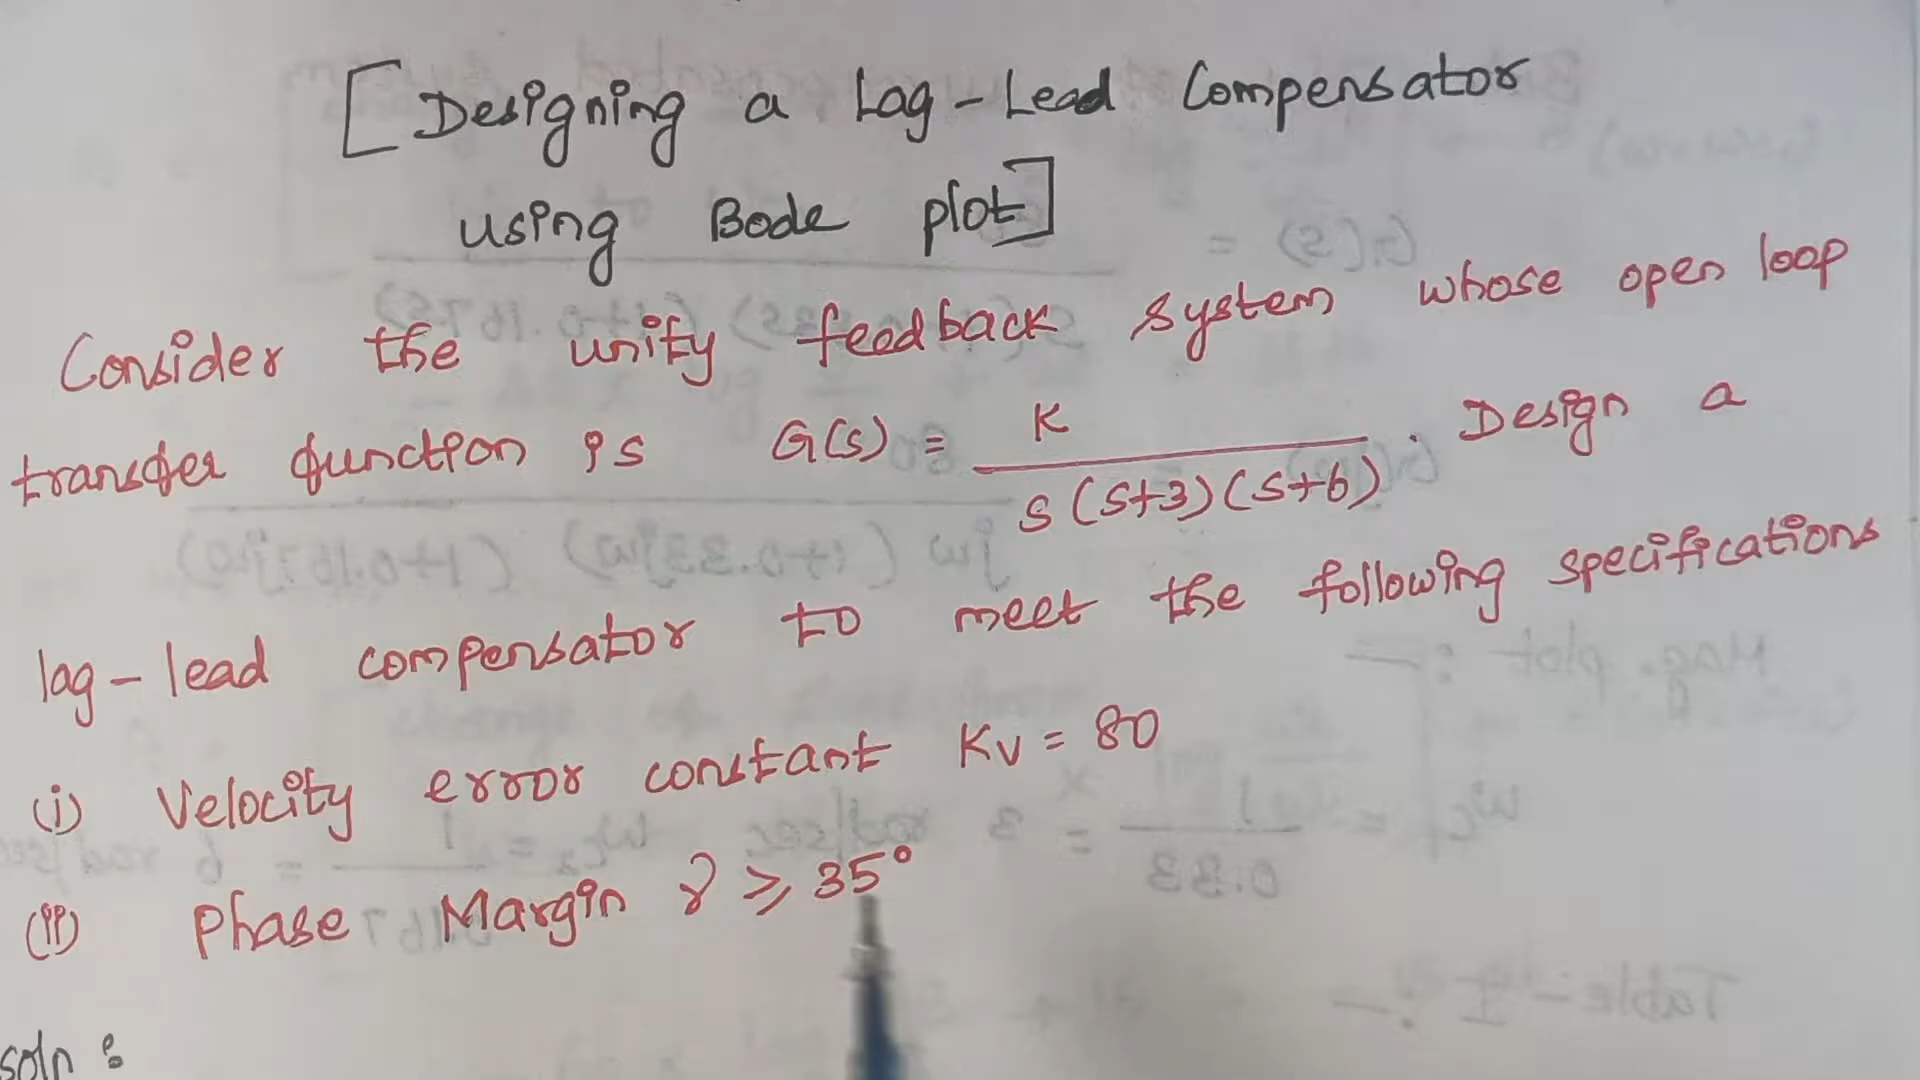 [Designing a Lag-Lead Compensator
using Bode plot]
Consider the unity feedback system whose open loop
transfer function is G(s) = K / s(s+3)(s+6). Design a
lag-lead compensator to meet the following specifications
(i) Velocity error constant Kv = 80
(ii) Phase Margin γ ≥ 35°
soln :